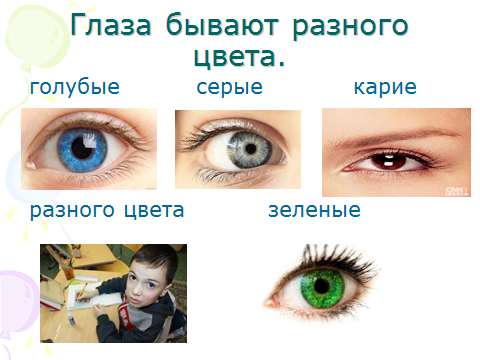 Глаза бывают разного
цвета.
голубые серые карие
разного цвета зеленые